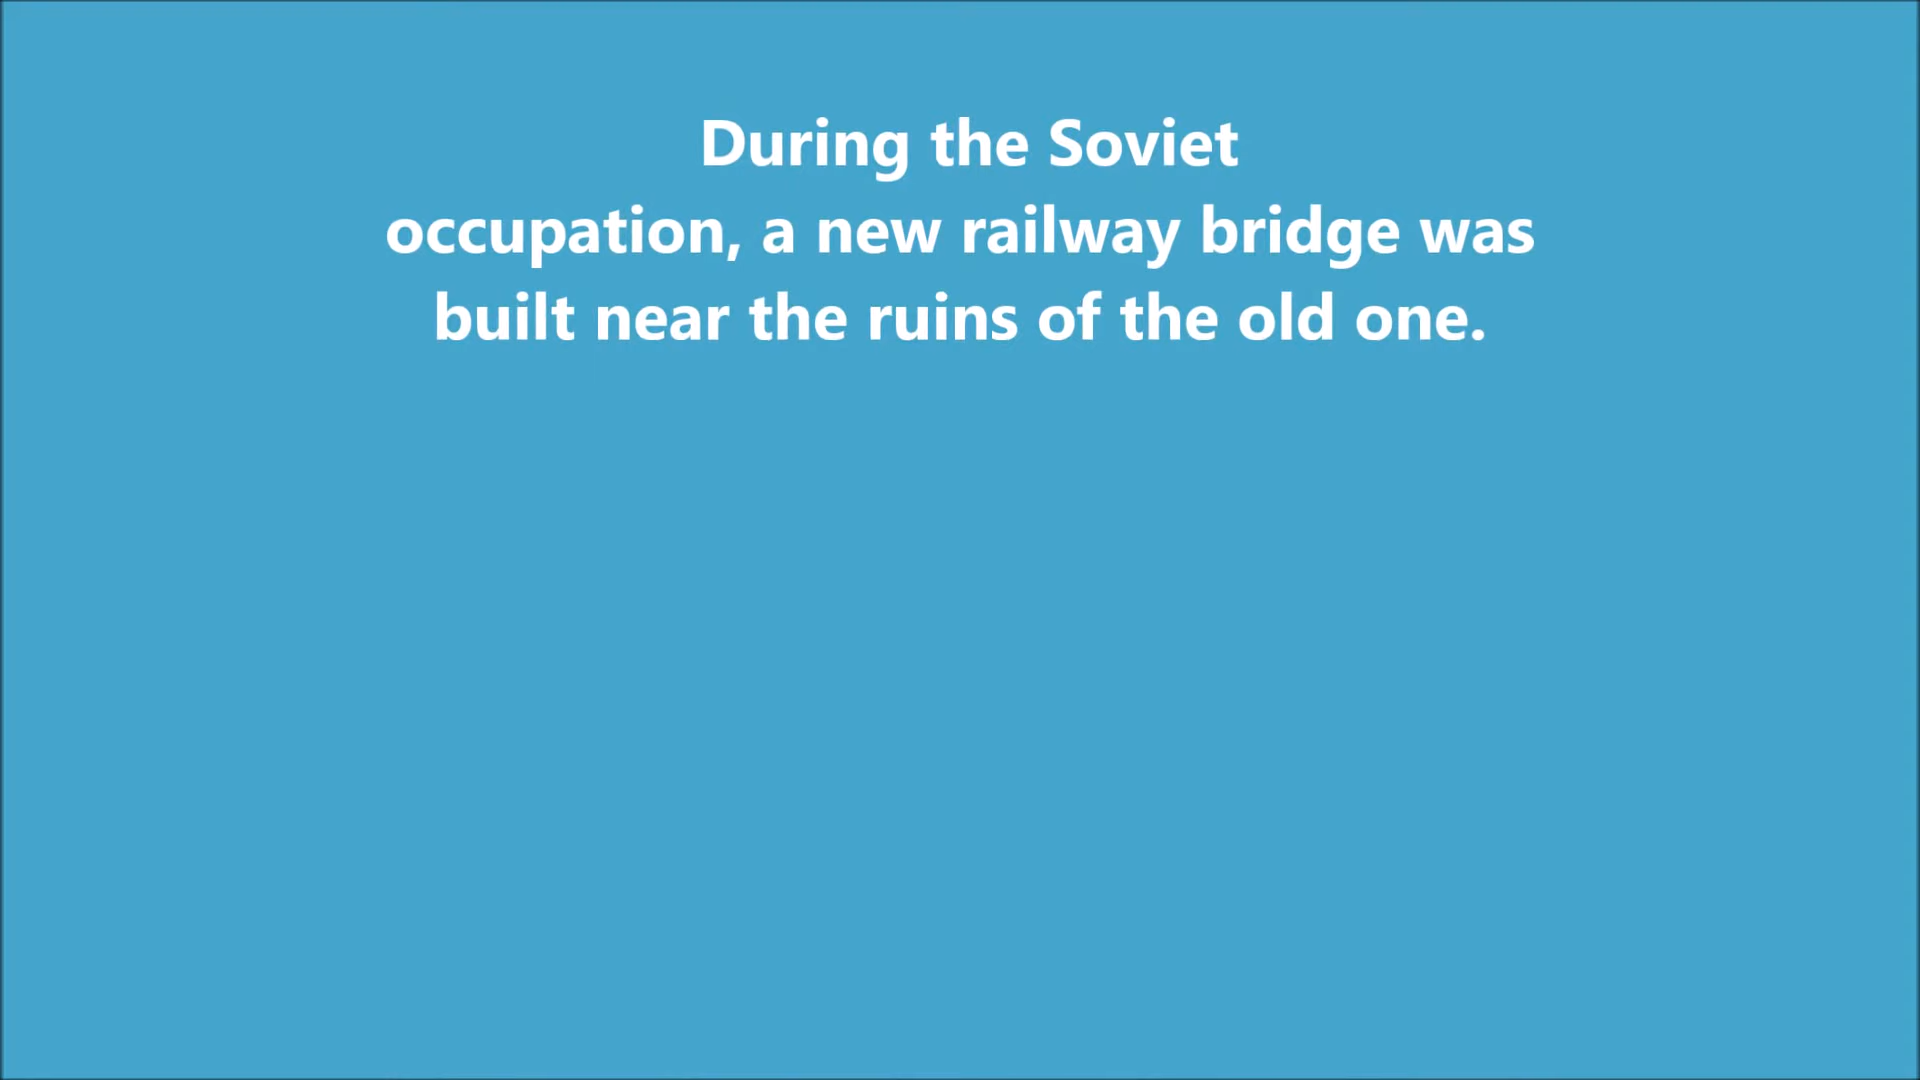 During the Soviet
occupation, a new railway bridge was
built near the ruins of the old one.